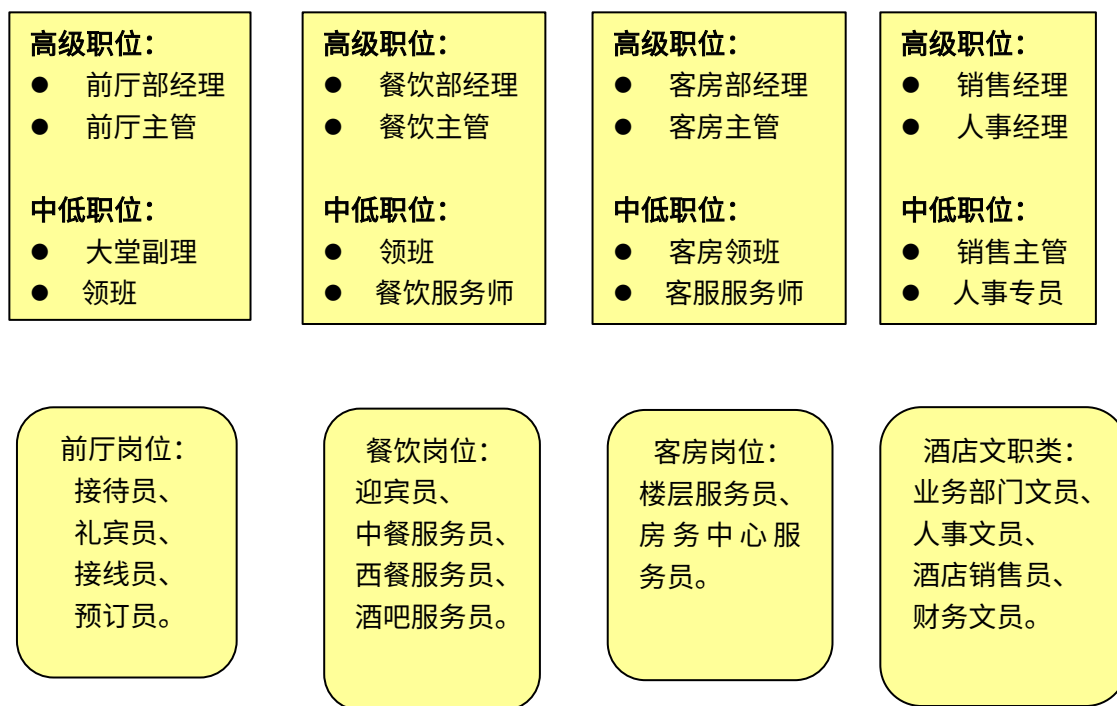 高级职位：
● 前厅部经理
● 前厅主管
中低职位：
● 大堂副理
● 领班
高级职位：
● 餐饮部经理
● 餐饮主管
中低职位：
● 领班
● 餐饮服务师
高级职位：
● 客房部经理
● 客房主管
中低职位：
● 客房领班
● 客服服务师
高级职位：
● 销售经理
● 人事经理
中低职位：
● 销售主管
● 人事专员
前厅岗位：
接待员、
礼宾员、
接线员、
预订员。
餐饮岗位：
迎宾员、
中餐服务员、
西餐服务员、
酒吧服务员。
客房岗位：
楼层服务员、
房务中心服
务员。
酒店文职类：
业务部门文员、
人事文员、
酒店销售员、
财务文员。